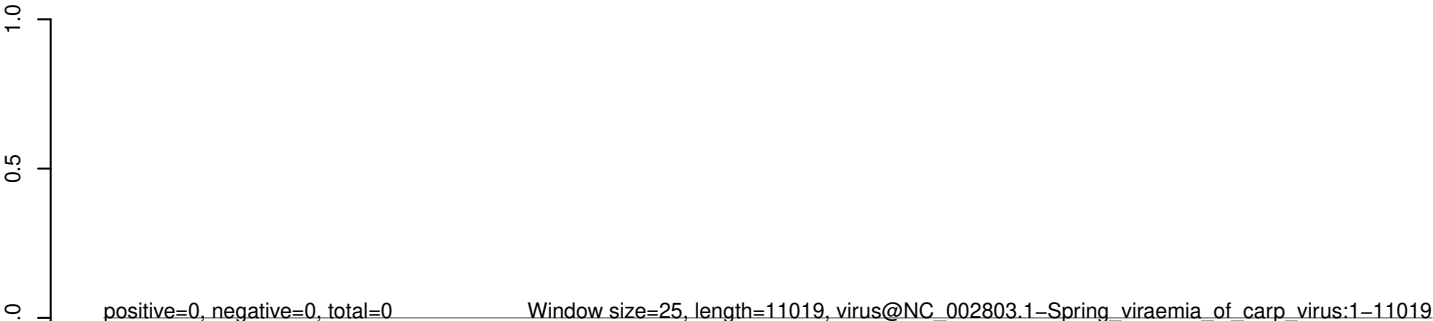 1.0
0.5
.0
positive=0, negative=0, total=0
Window size=25, length=11019, virus@NC_002803.1−Spring_viraemia_of_carp_virus:1−11019